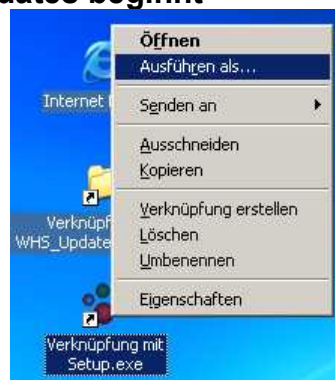 beginnt
Öffnen
Ausführen als...
Internet
Senden an
Ausschneiden
Kopieren
Verknüpfung erstellen
Löschen
Umbenennen
Eigenschaften
Verknüpf
WHS_Update
Verknüpfung mit
Setup.exe